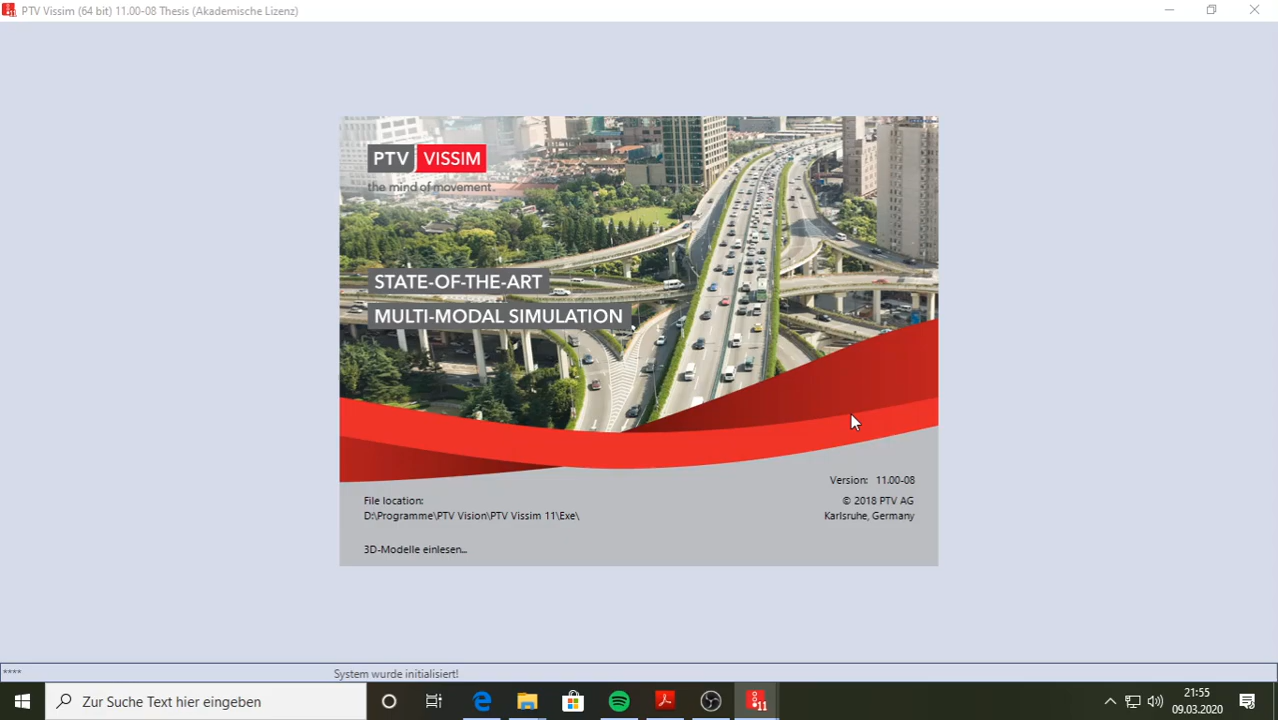 PTV Vissim (64 bit) 11.00-08 Thesis (Akademische Lizenz)
PTV VISSIM
the mind of movement.
STATE-OF-THE-ART
MULTI-MODAL SIMULATION
Version: 11.00-08
File location:
© 2018 PTV AG
D:\Programme\PTV Vision\PTV Vissim 11\Exe\
Karlsruhe, Germany
3D-Modelle einlesen...
**** System wurde initialisiert!
Zur Suche Text hier eingeben
11
21:55
09.03.2020